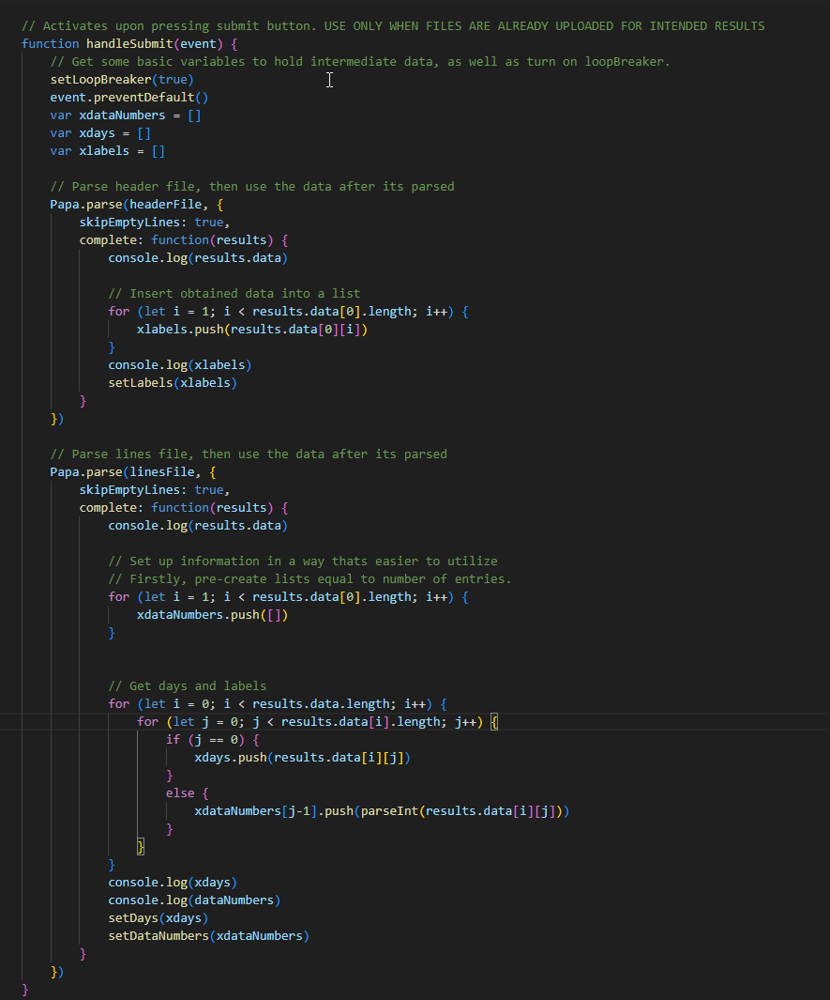 // Activates upon pressing submit button. USE ONLY WHEN FILES ARE ALREADY UPLOADED FOR INTENDED RESULTS
function handleSubmit(event) {
    // Get some basic variables to hold intermediate data, as well as turn on loopBreaker.
    setLoopBreaker(true)
    event.preventDefault()
    var xdataNumbers = []
    var xdays = []
    var xlabels = []

    // Parse header file, then use the data after its parsed
    Papa.parse(headerFile, {
        skipEmptyLines: true,
        complete: function(results) {
            console.log(results.data)

            // Insert obtained data into a list
            for (let i = 1; i < results.data[0].length; i++) {
                xlabels.push(results.data[0][i])
            }
            console.log(xlabels)
            setLabels(xlabels)
        }
    })

    // Parse lines file, then use the data after its parsed
    Papa.parse(linesFile, {
        skipEmptyLines: true,
        complete: function(results) {
            console.log(results.data)

            // Set up information in a way thats easier to utilize
            // Firstly, pre-create lists equal to number of entries.
            for (let i = 1; i < results.data[0].length; i++) {
                xdataNumbers.push([])
            }


            // Get days and labels
            for (let i = 0; i < results.data.length; i++) {
                for (let j = 0; j < results.data[i].length; j++) {
                    if (j == 0) {
                        xdays.push(results.data[i][j])
                    }
                    else {
                        xdataNumbers[j-1].push(parseInt(results.data[i][j]))
                    }
                }
            }
            console.log(xdays)
            console.log(dataNumbers)
            setDays(xdays)
            setDataNumbers(xdataNumbers)
        }
    })
}